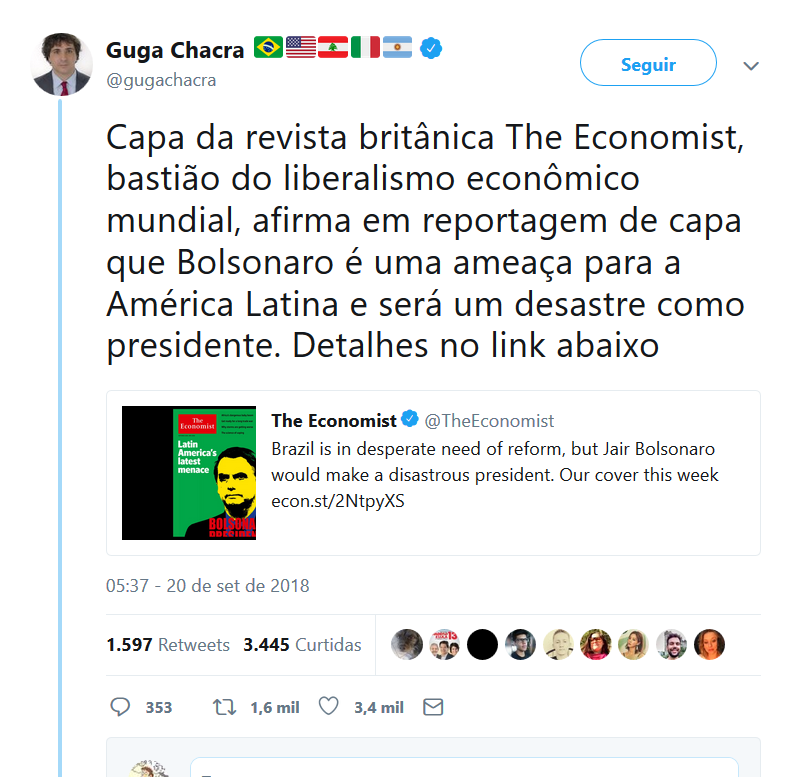 Guga Chacra
@gugachacra
Seguir
Capa da revista britânica The Economist,
bastião do liberalismo econômico
mundial, afirma em reportagem de capa
que Bolsonaro é uma ameaça para a
América Latina e será um desastre como
presidente. Detalhes no link abaixo
The
Economist
Latin
America's
latest
menace
BOLSONA
The Economist @TheEconomist
Brazil is in desperate need of reform, but Jair Bolsonaro
would make a disastrous president. Our cover this week
econ.st/2NtpyXS
05:37 - 20 de set de 2018
1.597 Retweets 3.445 Curtidas
13
353 1,6 mil 3,4 mil